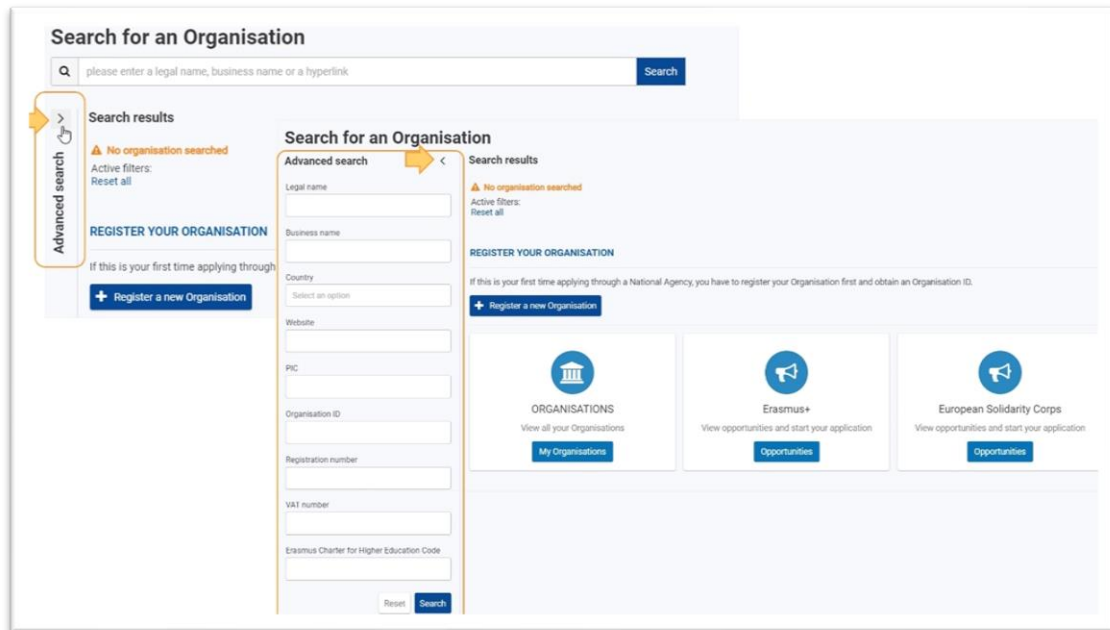 Search for an Organisation
please enter a legal name, business name or a hyperlink
Search
Advanced search
Search results
No organisation searched
Active filters:
Reset all
REGISTER YOUR ORGANISATION
If this is your first time applying through
Register a new Organisation
Search for an Organisation
Advanced search
Legal name
Business name
Country
Select an option
Website
PIC
Organisation ID
Registration number
VA1 number
Erasmus Charter for Higher Education Code
Reset
Search
Search results
No organisation searched
Active filters:
Reset all
REGISTER YOUR ORGANISATION
If this is your first time applying through a National Agency, you have to register your Organisation first and obtain an Organisation ID.
Register a new Organisation
ORGANISATIONS
View all your Organisations
My Organisations
Erasmus+
View opportunities and start your application
Opportunities
European Solidarity Corps
View opportunities and start your application
Opportunities